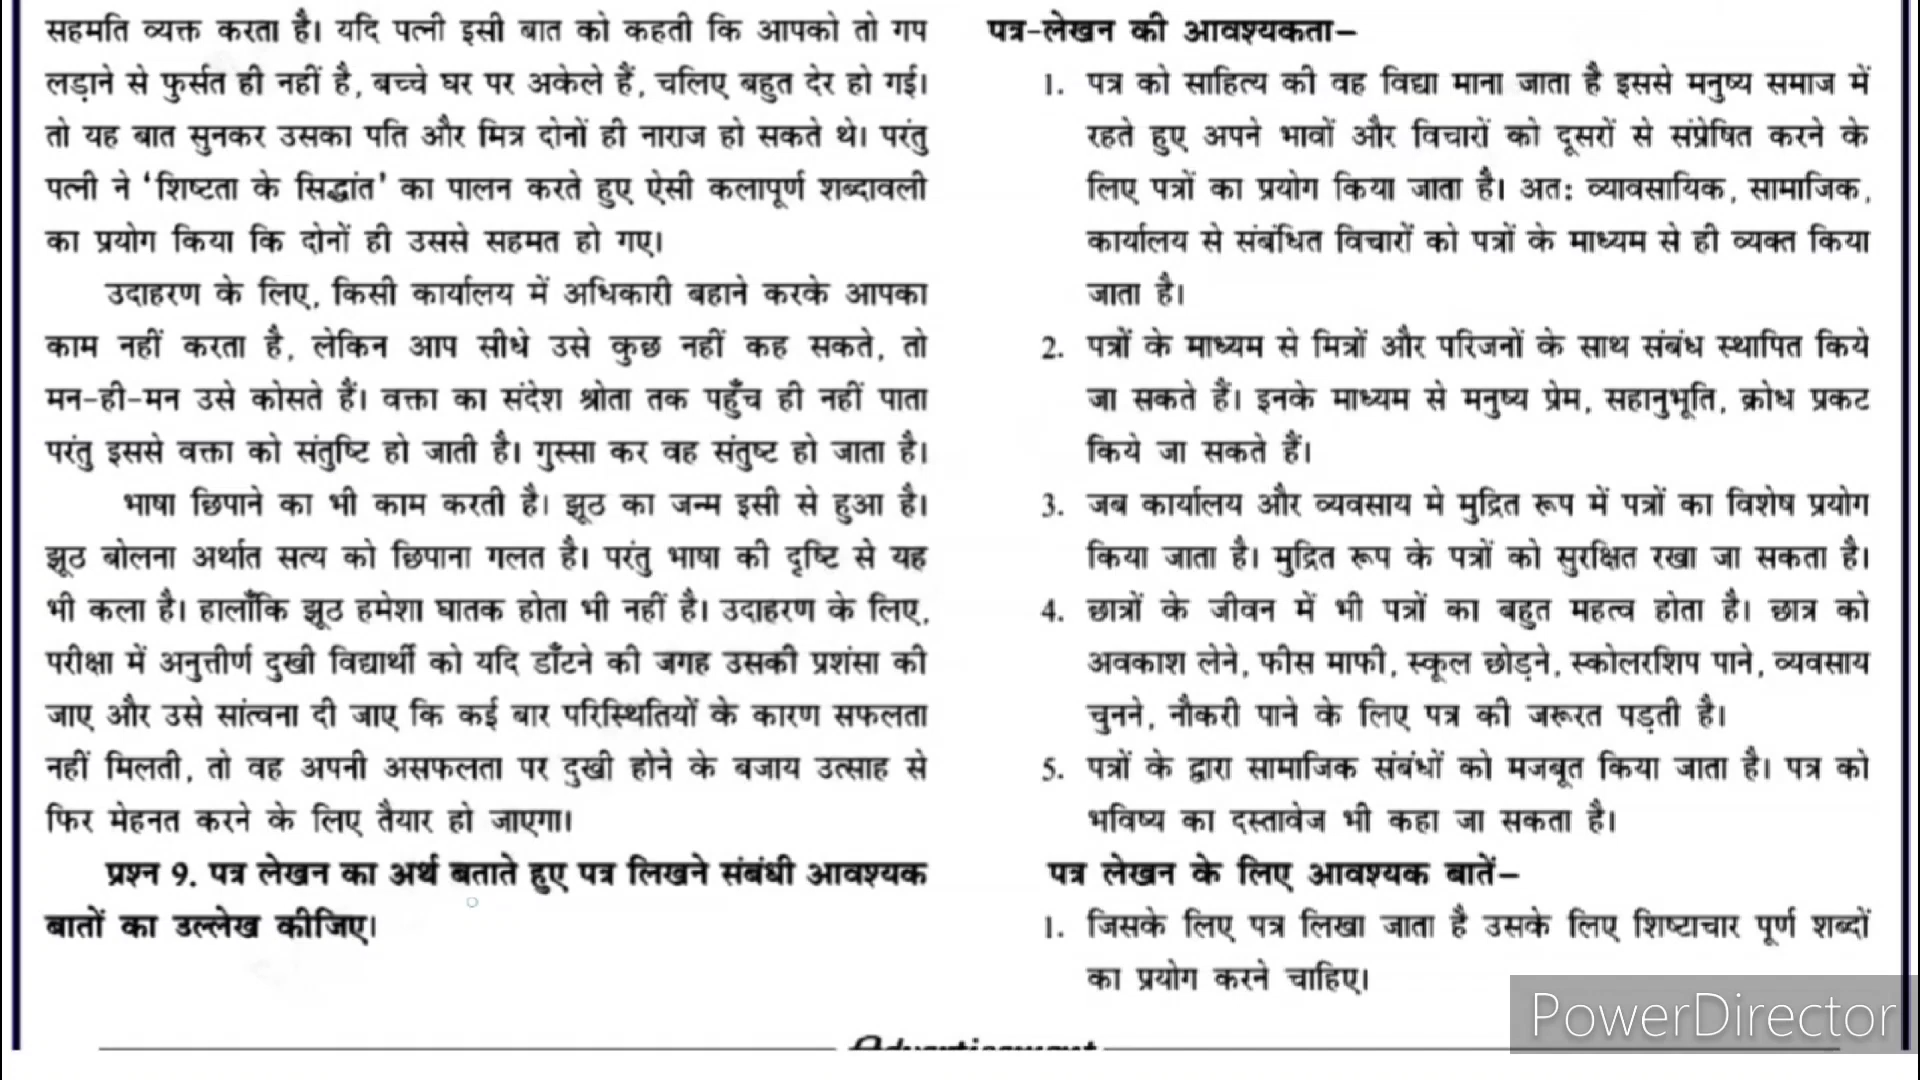 सहमति व्यक्त करता है। यदि पत्नी इसी बात को कहती कि आपको तो गप
लड़ाने से फुर्सत ही नहीं है, बच्चे घर पर अकेले हैं, चलिए बहुत देर हो गई।
तो यह बात सुनकर उसका पति और मित्र दोनों ही नाराज हो सकते थे। परंतु
पत्नी ने 'शिष्टता के सिद्धांत' का पालन करते हुए ऐसी कलापूर्ण शब्दावली
का प्रयोग किया कि दोनों ही उससे सहमत हो गए।
उदाहरण के लिए, किसी कार्यालय में अधिकारी बहाने करके आपका
काम नहीं करता है, लेकिन आप सीधे उसे कुछ नहीं कह सकते, तो
मन-ही-मन उसे कोसते हैं। वक्ता का संदेश श्रोता तक पहुँच ही नहीं पाता
परंतु इससे वक्ता को संतुष्टि हो जाती है। गुस्सा कर वह संतुष्ट हो जाता है।
भाषा छिपाने का भी काम करती है। झूठ का जन्म इसी से हुआ है।
झूठ बोलना अर्थात सत्य को छिपाना गलत है। परंतु भाषा की दृष्टि से यह
भी कला है। हालाँकि झूठ हमेशा घातक होता भी नहीं है। उदाहरण के लिए,
परीक्षा में अनुत्तीर्ण दुखी विद्यार्थी को यदि डाँटने की जगह उसकी प्रशंसा की
जाए और उसे सांत्वना दी जाए कि कई बार परिस्थितियों के कारण सफलता
नहीं मिलती, तो वह अपनी असफलता पर दुखी होने के बजाय उत्साह से
फिर मेहनत करने के लिए तैयार हो जाएगा।
प्रश्न 9. पत्र लेखन का अर्थ बताते हुए पत्र लिखने संबंधी आवश्यक
बातों का उल्लेख कीजिए।
पत्र-लेखन की आवश्यकता–
1. पत्र को साहित्य की वह विद्या माना जाता है इससे मनुष्य समाज में
रहते हुए अपने भावों और विचारों को दूसरों से संप्रेषित करने के
लिए पत्रों का प्रयोग किया जाता है। अतः व्यावसायिक, सामाजिक,
कार्यालय से संबंधित विचारों को पत्रों के माध्यम से ही व्यक्त किया
जाता है।
2. पत्रों के माध्यम से मित्रों और परिजनों के साथ संबंध स्थापित किये
जा सकते हैं। इनके माध्यम से मनुष्य प्रेम, सहानुभूति, क्रोध प्रकट
किये जा सकते हैं।
3. जब कार्यालय और व्यवसाय मे मुद्रित रूप में पत्रों का विशेष प्रयोग
किया जाता है। मुद्रित रूप के पत्रों को सुरक्षित रखा जा सकता है।
4. छात्रों के जीवन में भी पत्रों का बहुत महत्व होता है। छात्र को
अवकाश लेने, फीस माफी, स्कूल छोड़ने, स्कोलरशिप पाने, व्यवसाय
चुनने, नौकरी पाने के लिए पत्र की जरूरत पड़ती है।
5. पत्रों के द्वारा सामाजिक संबंधों को मजबूत किया जाता है। पत्र को
भविष्य का दस्तावेज भी कहा जा सकता है।
पत्र लेखन के लिए आवश्यक बातें–
1. जिसके लिए पत्र लिखा जाता है उसके लिए शिष्टाचार पूर्ण शब्दों
का प्रयोग करने चाहिए।
PowerDirector
Advertisement